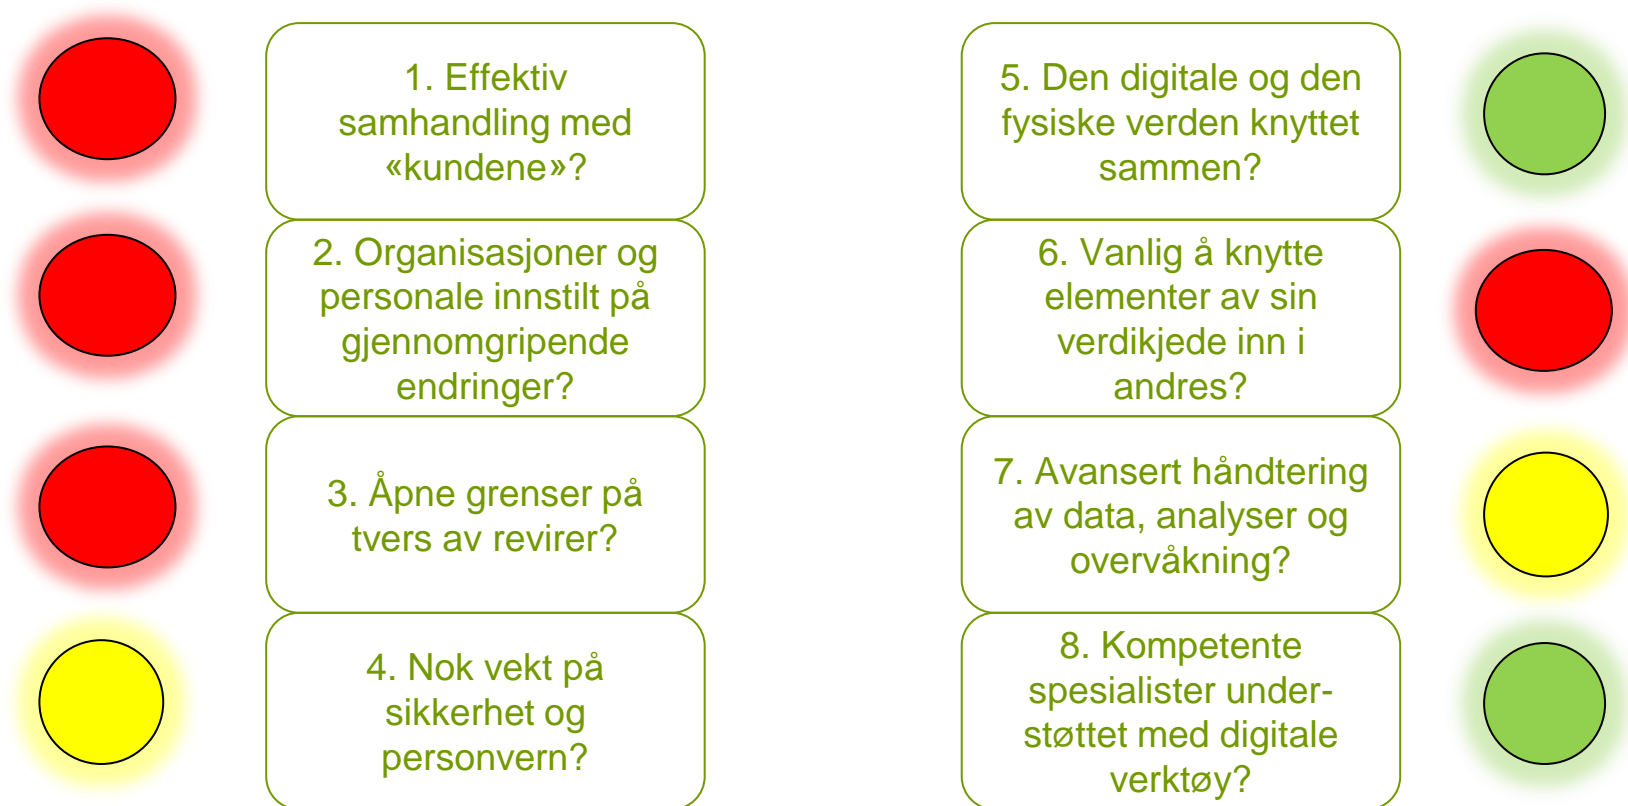 1. Effektiv
samhandling med
«kundene»?
2. Organisasjoner og
personale innstilt på
gjennomgripende
endringer?
3. Åpne grenser på
tvers av revirer?
4. Nok vekt på
sikkerhet og
personvern?
5. Den digitale og den
fysiske verden knyttet
sammen?
6. Vanlig å knytte
elementer av sin
verdikjede inn i
andres?
7. Avansert håndtering
av data, analyser og
overvåkning?
8. Kompetente
spesialister under-
støttet med digitale
verktøy?